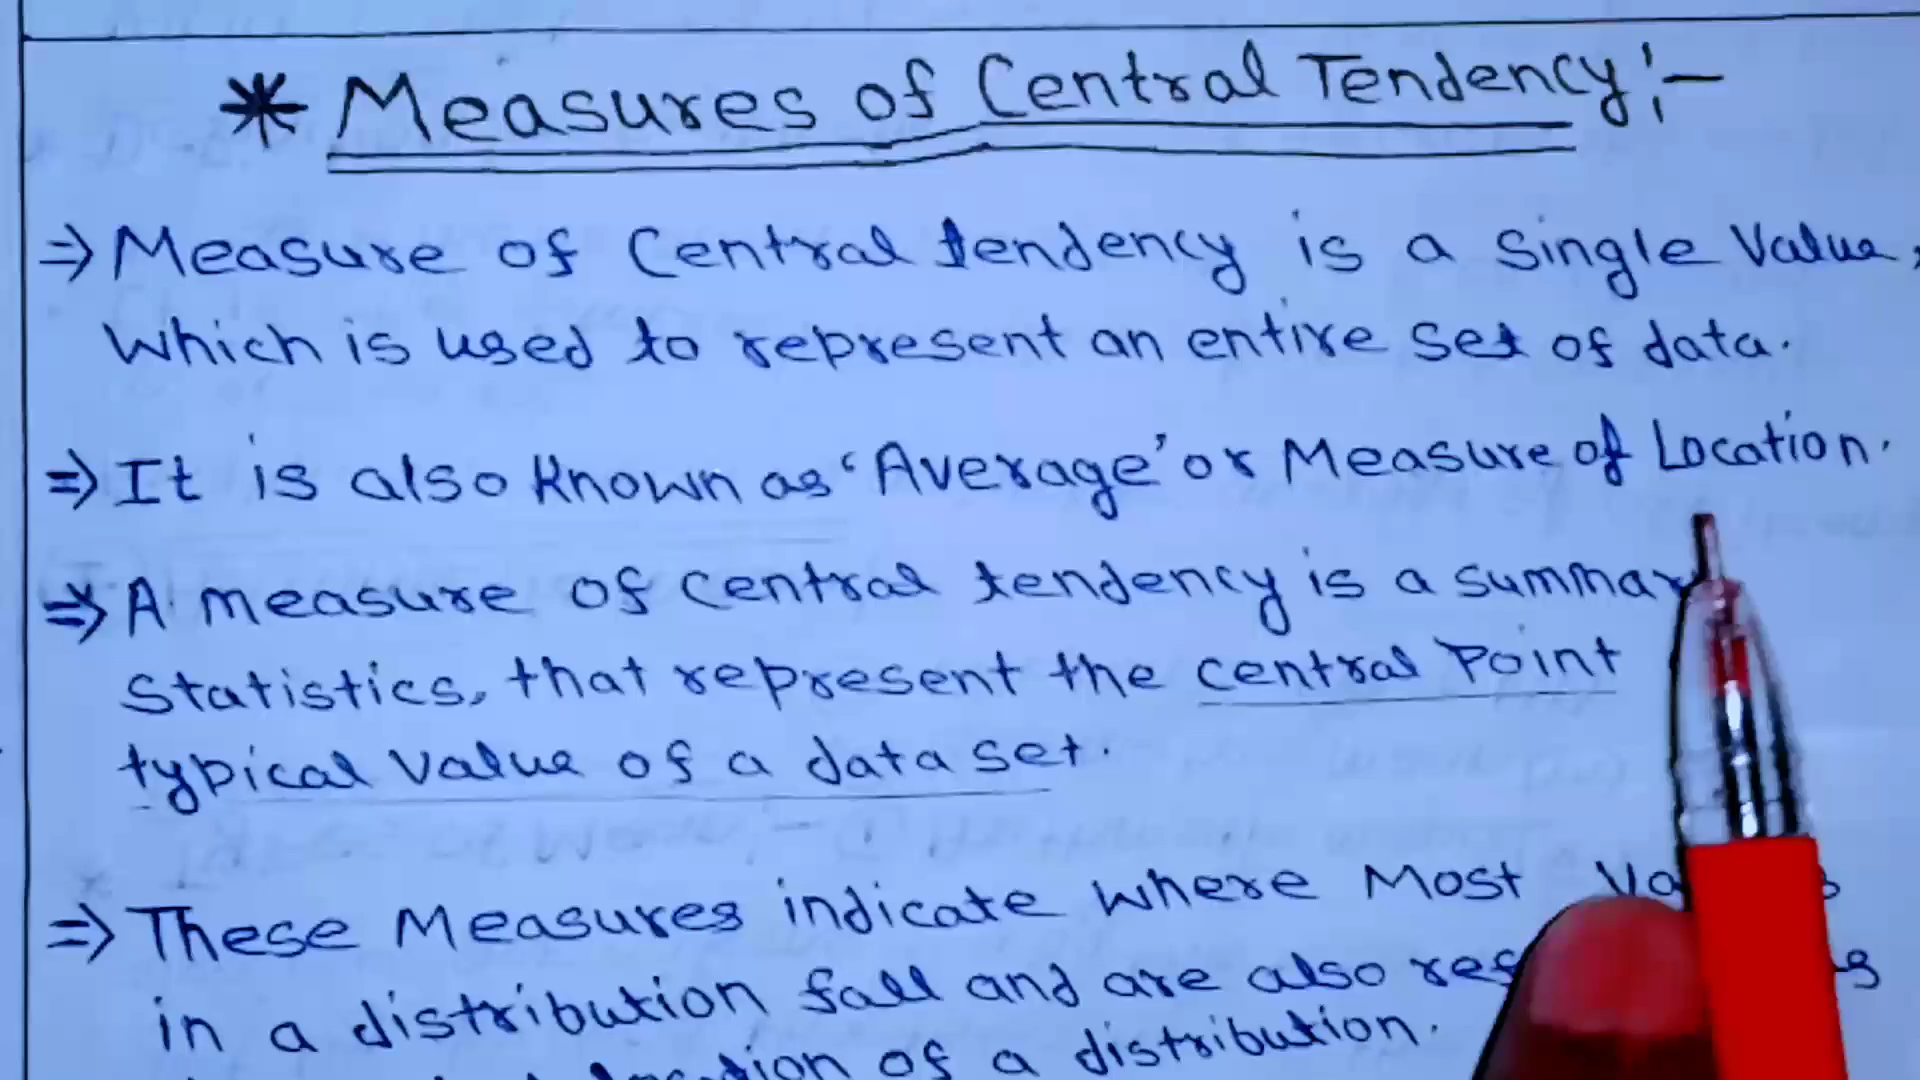 * Measures of Central Tendency:-
⇒ Measure of Central tendency is a single Value,
Which is used to represent an entire set of data.
⇒ It is also known as 'Average' or Measure of Location.
⇒ A measure of central tendency is a
statistics, that represent the central Point
typical value of a data set.
⇒ These Measures indicate where Most
in a distribution fall and are also
of a distribution.